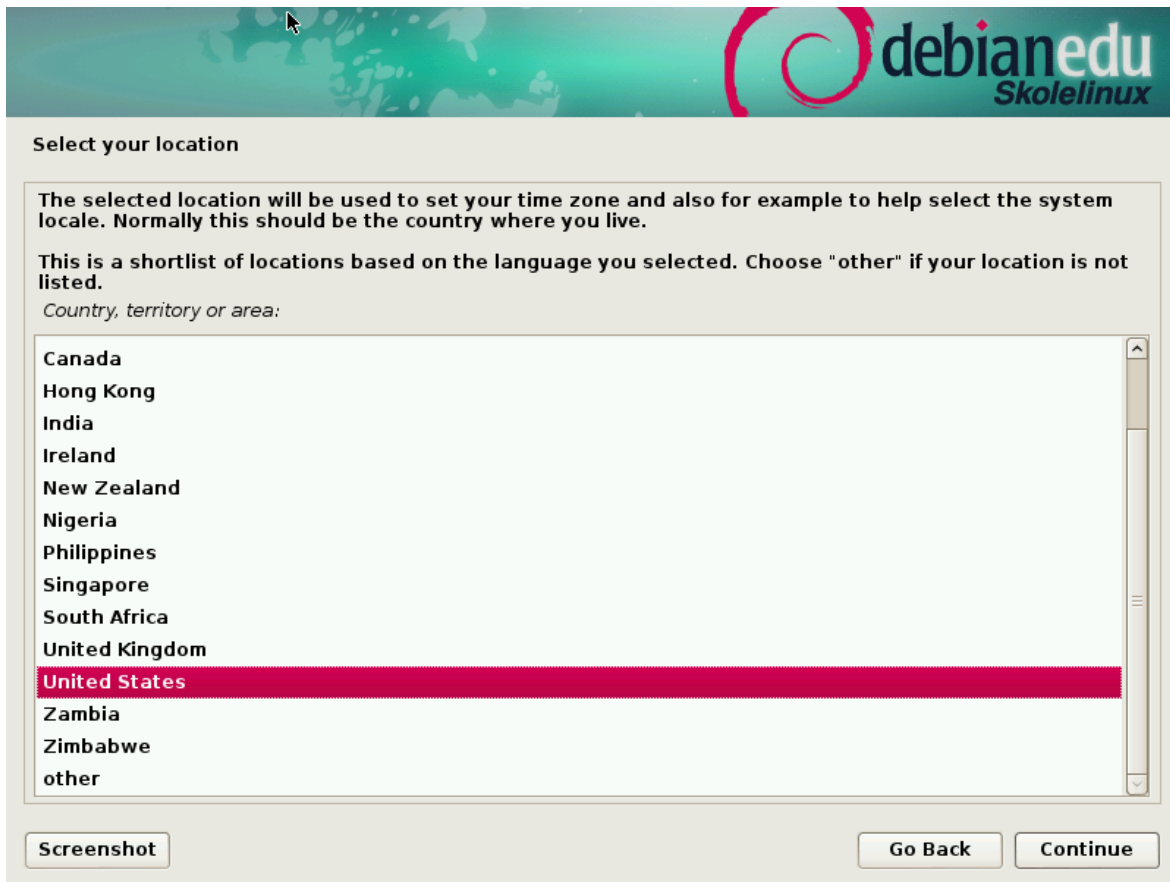 debianedu
Skolelinux
Select your location
The selected location will be used to set your time zone and also for example to help select the system
locale. Normally this should be the country where you live.
This is a shortlist of locations based on the language you selected. Choose "other" if your location is not
listed.
Country, territory or area:
Canada
Hong Kong
India
Ireland
New Zealand
Nigeria
Philippines
Singapore
South Africa
United Kingdom
United States
Zambia
Zimbabwe
other
Screenshot
Go Back
Continue